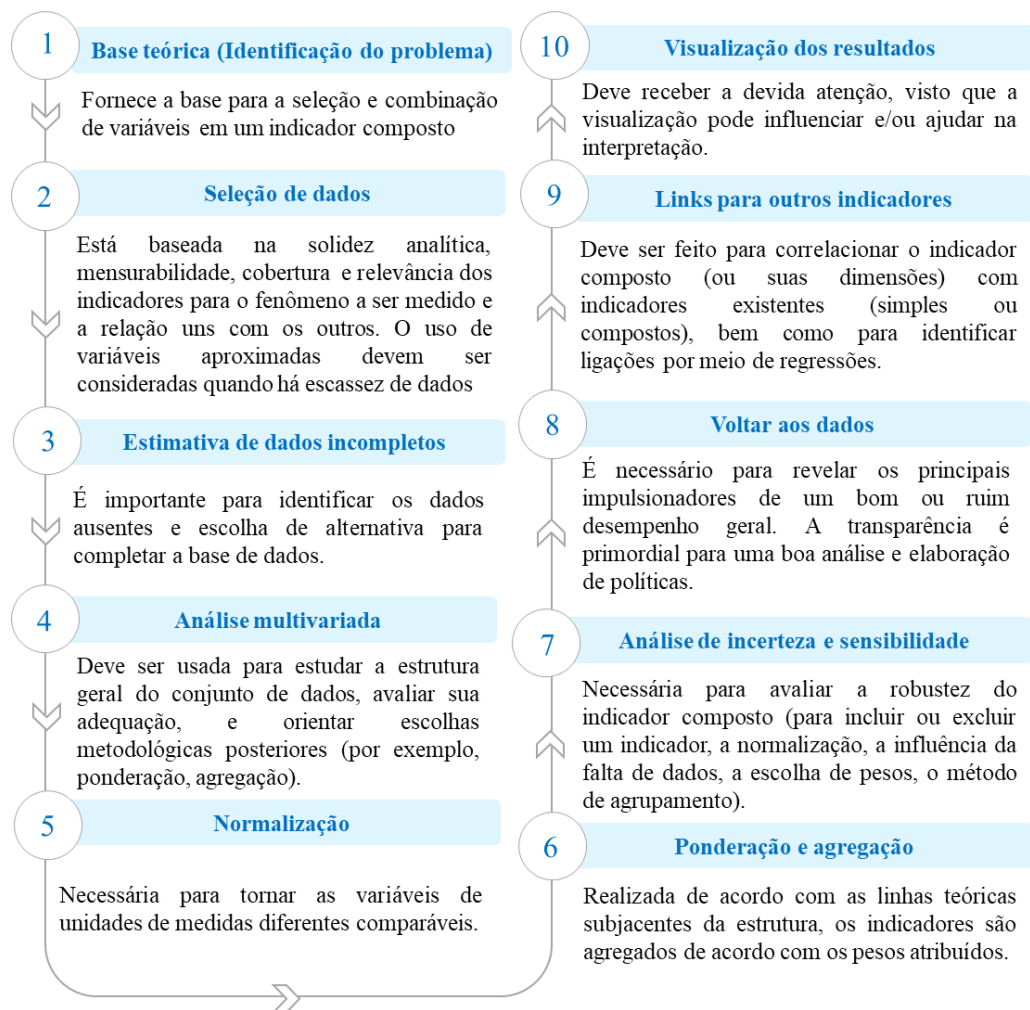 1
Base teórica (Identificação do problema)
Fornece a base para a seleção e combinação
de variáveis em um indicador composto
2
Seleção de dados
Está baseada na solidez analítica,
mensurabilidade, cobertura e relevância dos
indicadores para o fenômeno a ser medido e
a relação uns com os outros. O uso de
variáveis aproximadas devem ser
consideradas quando há escassez de dados
3
Estimativa de dados incompletos
É importante para identificar os dados
ausentes e escolha de alternativa para
completar a base de dados.
4
Análise multivariada
Deve ser usada para estudar a estrutura
geral do conjunto de dados, avaliar sua
adequação, e orientar escolhas
metodológicas posteriores (por exemplo,
ponderação, agregação).
5
Normalização
Necessária para tornar as variáveis de
unidades de medidas diferentes comparáveis.
6
Ponderação e agregação
Realizada de acordo com as linhas teóricas
subjacentes da estrutura, os indicadores são
agregados de acordo com os pesos atribuídos.
7
Análise de incerteza e sensibilidade
Necessária para avaliar a robustez do
indicador composto (para incluir ou excluir
um indicador, a normalização, a influência da
falta de dados, a escolha de pesos, o método
de agrupamento).
8
Voltar aos dados
É necessário para revelar os principais
impulsionadores de um bom ou ruim
desempenho geral. A transparência é
primordial para uma boa análise e elaboração
de políticas.
9
Links para outros indicadores
Deve ser feito para correlacionar o indicador
composto (ou suas dimensões) com
indicadores existentes (simples ou
compostos), bem como para identificar
ligações por meio de regressões.
10
Visualização dos resultados
Deve receber a devida atenção, visto que a
visualização pode influenciar e/ou ajudar na
interpretação.